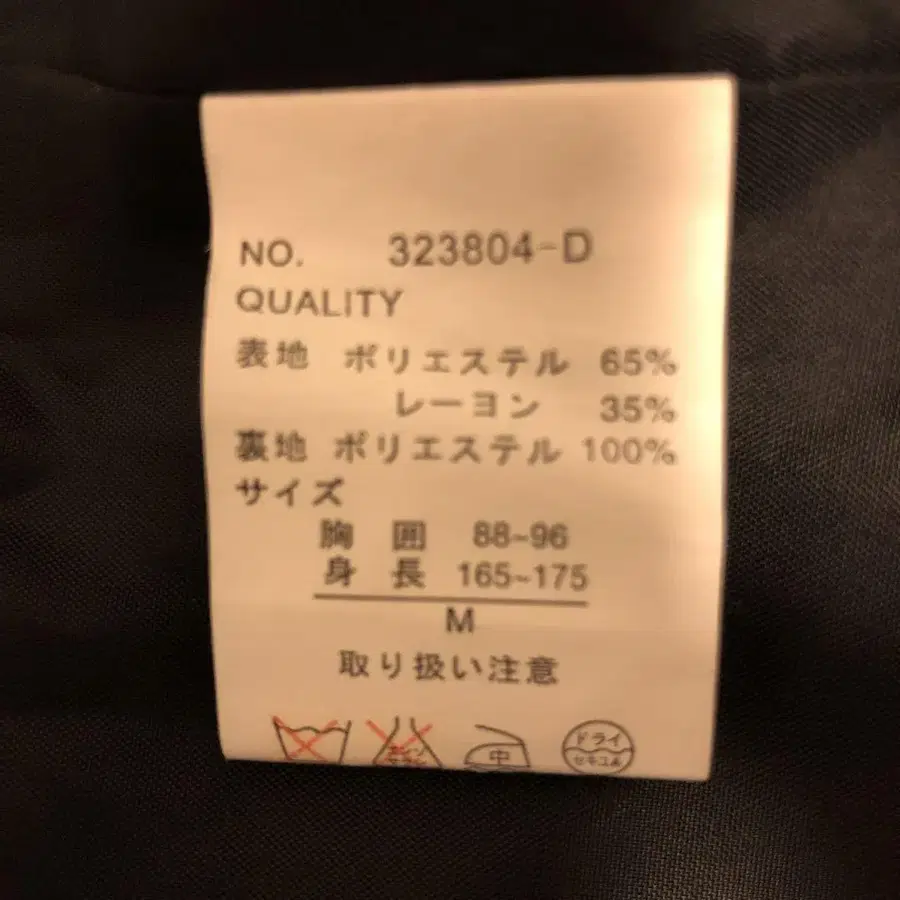 NO. 323804-D
QUALITY
表地 ポリエステル 65%
レーヨン 35%
裏地 ポリエステル 100%
サイズ
胸 囲 88~96
身 長 165~175
M
取り扱い注意
中 ドライ
セキユ系